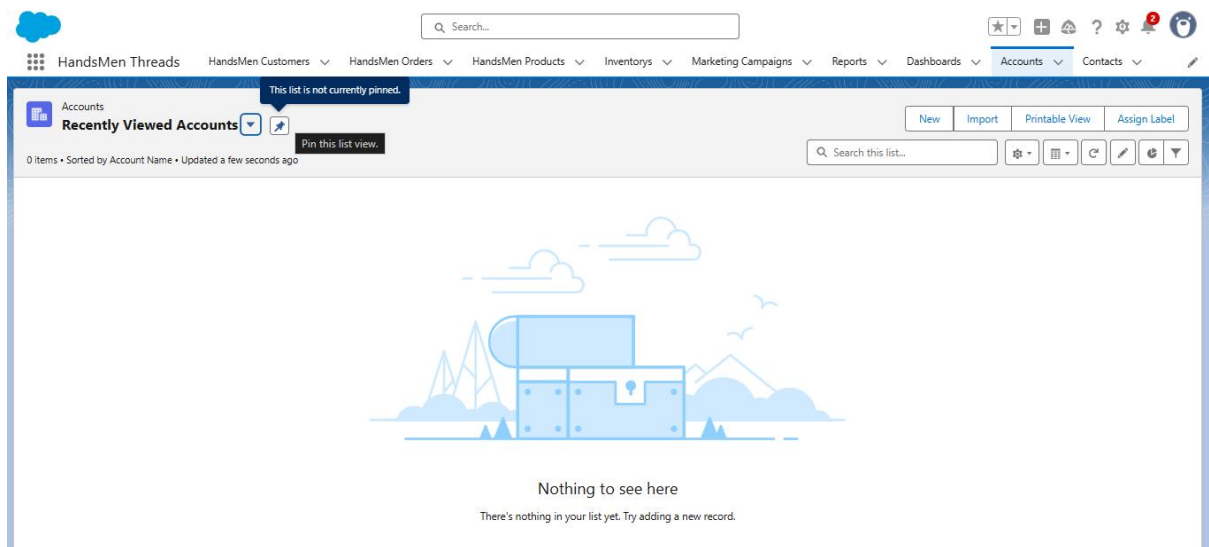 Search...
2
HandsMen Threads HandsMen Customers HandsMen Orders HandsMen Products Inventorys Marketing Campaigns Reports Dashboards Accounts Contacts
This list is not currently pinned.
Accounts
Recently Viewed Accounts
New Import Printable View Assign Label
Pin this list view.
0 items • Sorted by Account Name • Updated a few seconds ago
Search this list...
Nothing to see here
There's nothing in your list yet. Try adding a new record.